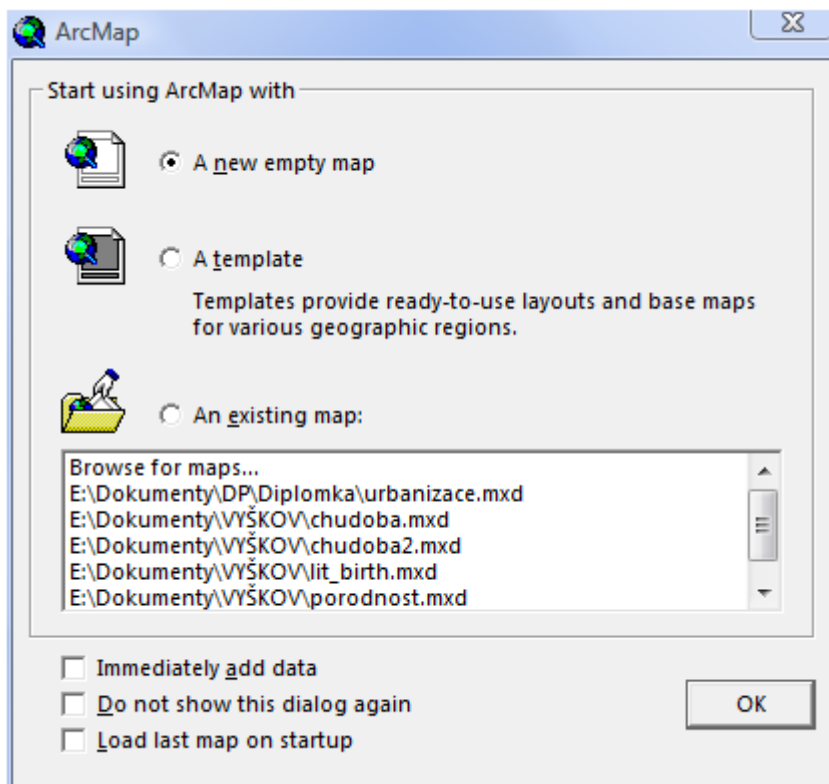 ArcMap
Start using ArcMap with
A new empty map
A template
Templates provide ready-to-use layouts and base maps
for various geographic regions.
An existing map:
Browse for maps...
E:\Dokumenty\DP\Diplomka\urbanizace.mxd
E:\Dokumenty\VYŠKOV\chudoba.mxd
E:\Dokumenty\VYŠKOV\chudoba2.mxd
E:\Dokumenty\VYŠKOV\lit_birth.mxd
E:\Dokumenty\VYŠKOV\porodnost.mxd
Immediately add data
Do not show this dialog again
Load last map on startup
OK